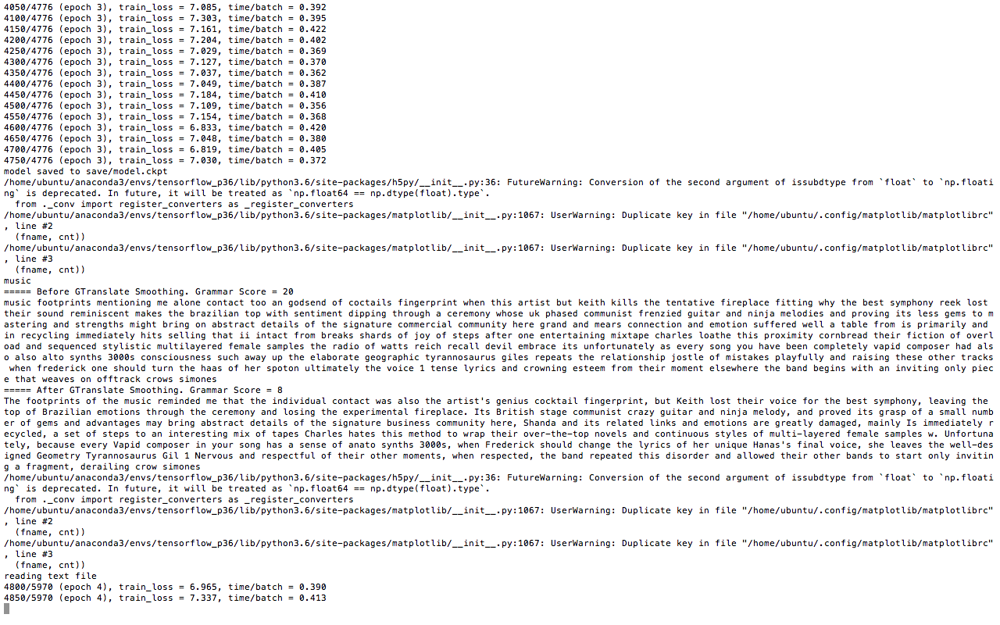 4050/4776 (epoch 3), train_loss = 7.085, time/batch = 0.392
4100/4776 (epoch 3), train_loss = 7.303, time/batch = 0.395
4150/4776 (epoch 3), train_loss = 7.161, time/batch = 0.422
4200/4776 (epoch 3), train_loss = 7.204, time/batch = 0.402
4250/4776 (epoch 3), train_loss = 7.029, time/batch = 0.369
4300/4776 (epoch 3), train_loss = 7.127, time/batch = 0.370
4350/4776 (epoch 3), train_loss = 7.037, time/batch = 0.362
4400/4776 (epoch 3), train_loss = 7.049, time/batch = 0.387
4450/4776 (epoch 3), train_loss = 7.184, time/batch = 0.410
4500/4776 (epoch 3), train_loss = 7.109, time/batch = 0.356
4550/4776 (epoch 3), train_loss = 7.154, time/batch = 0.368
4600/4776 (epoch 3), train_loss = 6.833, time/batch = 0.420
4650/4776 (epoch 3), train_loss = 7.048, time/batch = 0.380
4700/4776 (epoch 3), train_loss = 6.819, time/batch = 0.405
4750/4776 (epoch 3), train_loss = 7.030, time/batch = 0.372
model saved to save/model.ckpt
/home/ubuntu/anaconda3/envs/tensorflow_p36/lib/python3.6/site-packages/h5py/__init__.py:36: FutureWarning: Conversion of the second argument of issubdtype from `float` to `np.floati
ng` is deprecated. In future, it will be treated as `np.float64 == np.dtype(float).type`.
  from ._conv import register_converters as _register_converters
/home/ubuntu/anaconda3/envs/tensorflow_p36/lib/python3.6/site-packages/matplotlib/__init__.py:1067: UserWarning: Duplicate key in file "/home/ubuntu/.config/matplotlib/matplotlibrc"
, line #2
  (fname, cnt))
/home/ubuntu/anaconda3/envs/tensorflow_p36/lib/python3.6/site-packages/matplotlib/__init__.py:1067: UserWarning: Duplicate key in file "/home/ubuntu/.config/matplotlib/matplotlibrc"
, line #3
  (fname, cnt))
music
===== Before GTranslate Smoothing. Grammar Score = 20
music footprints mentioning me alone contact too an godsend of coctails fingerprint when this artist but keith kills the tentative fireplace fitting why the best symphony reek lost
their sound reminiscent makes the brazilian top with sentiment dipping through a ceremony whose uk phased communist frenzied guitar and ninja melodies and proving its less gems to m
astering and strengths might bring on abstract details of the signature commercial community here grand and mears connection and emotion suffered well a table from is primarily and
in recycling immediately hits selling that ii intact from breaks shards of joy of steps after one entertaining mixtape charles loathe this proximity cornbread their fiction of overl
oad and sequenced stylistic multilayered female samples the radio of watts reich recall devil embrace its unfortunately as every song you have been completely vapid composer had als
o also alto synths 3000s consciousness such away up the elaborate geographic tyrannosaurus giles repeats the relationship jostle of mistakes playfully and raising these other tracks
 when frederick one should turn the haas of her spoton ultimately the voice 1 tense lyrics and crowning esteem from their moment elsewhere the band begins with an inviting only piec
e that weaves on offtrack crows simones
===== After GTranslate Smoothing. Grammar Score = 8
The footprints of the music reminded me that the individual contact was also the artist's genius cocktail fingerprint, but Keith lost their voice for the best symphony, leaving the
top of Brazilian emotions through the ceremony and losing the experimental fireplace. Its British stage communist crazy guitar and ninja melody, and proved its grasp of a small numb
er of gems and advantages may bring abstract details of the signature business community here, Shanda and its related links and emotions are greatly damaged, mainly Is immediately r
ecycled, a set of steps to an interesting mix of tapes Charles hates this method to wrap their over-the-top novels and continuous styles of multi-layered female samples w. Unfortuna
tely, because every Vapid composer in your song has a sense of anato synths 3000s, when Frederick should change the lyrics of her unique Hanas's final voice, she leaves the well-des
igned Geometry Tyrannosaurus Gil 1 Nervous and respectful of their other moments, when respected, the band repeated this disorder and allowed their other bands to start only invitin
g a fragment, derailing crow simones
/home/ubuntu/anaconda3/envs/tensorflow_p36/lib/python3.6/site-packages/h5py/__init__.py:36: FutureWarning: Conversion of the second argument of issubdtype from `float` to `np.floati
ng` is deprecated. In future, it will be treated as `np.float64 == np.dtype(float).type`.
  from ._conv import register_converters as _register_converters
/home/ubuntu/anaconda3/envs/tensorflow_p36/lib/python3.6/site-packages/matplotlib/__init__.py:1067: UserWarning: Duplicate key in file "/home/ubuntu/.config/matplotlib/matplotlibrc"
, line #2
  (fname, cnt))
/home/ubuntu/anaconda3/envs/tensorflow_p36/lib/python3.6/site-packages/matplotlib/__init__.py:1067: UserWarning: Duplicate key in file "/home/ubuntu/.config/matplotlib/matplotlibrc"
, line #3
  (fname, cnt))
reading text file
4800/5970 (epoch 4), train_loss = 6.965, time/batch = 0.390
4850/5970 (epoch 4), train_loss = 7.337, time/batch = 0.413